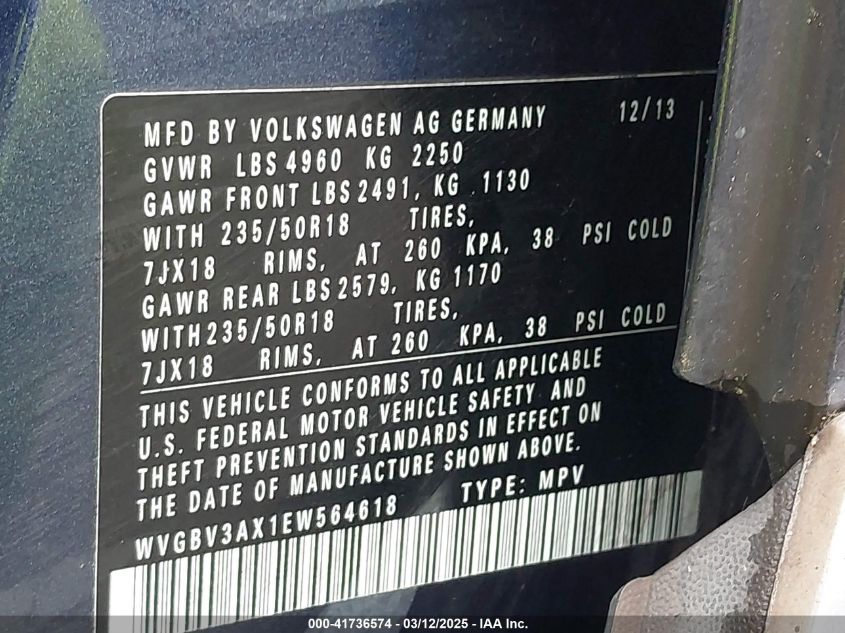 MFD BY VOLKSWAGEN AG GERMANY 12/13
GVWR LBS 4960 KG 2250
GAWR FRONT LBS 2491, KG 1130
WITH 235/50R18 TIRES,
7JX18 RIMS, AT 260 KPA, 38 PSI COLD
GAWR REAR LBS 2579, KG 1170
WITH 235/50R18 TIRES,
7JX18 RIMS, AT 260 KPA, 38 PSI COLD
THIS VEHICLE CONFORMS TO ALL APPLICABLE
U.S. FEDERAL MOTOR VEHICLE SAFETY AND
THEFT PREVENTION STANDARDS IN EFFECT ON
THE DATE OF MANUFACTURE SHOWN ABOVE.
WVGBV3AX1EW564618 TYPE: MPV
000-41736574 - 03/12/2025 - IAA Inc.